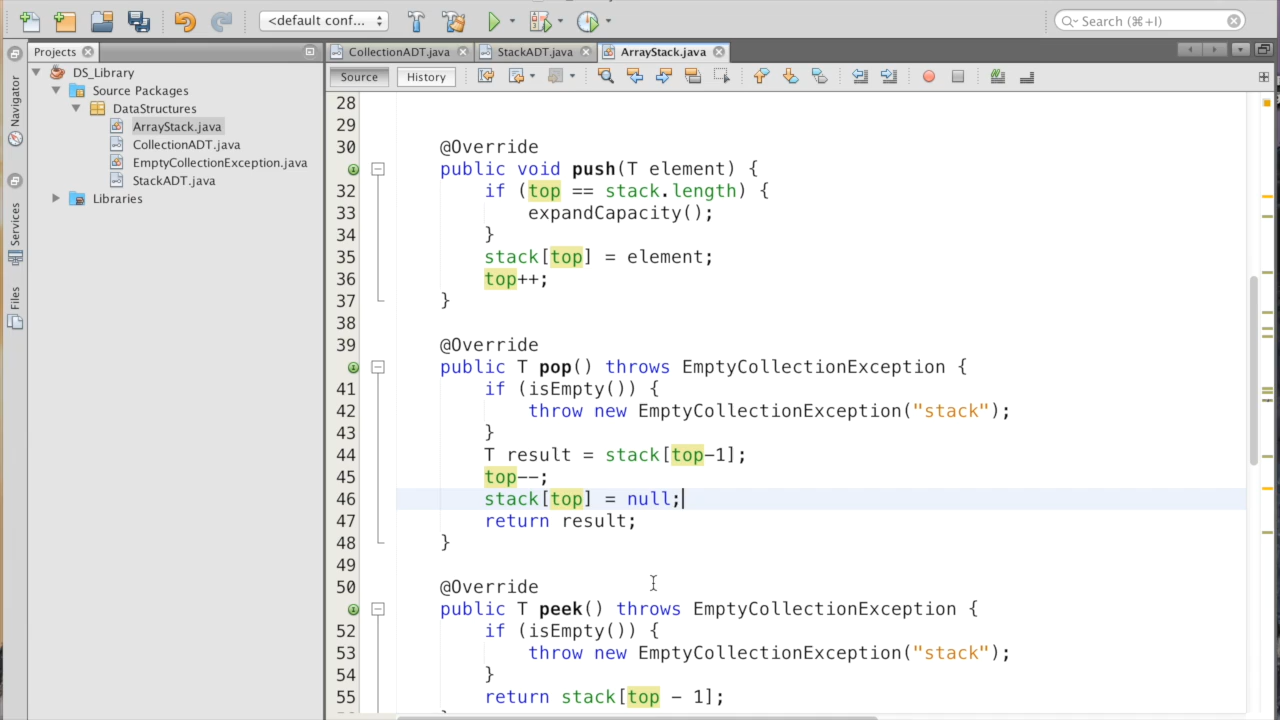 <default conf...
Search (⌘+I)
Projects
CollectionADT.java
StackADT.java
ArrayStack.java
Navigator
Services
Files
DS_Library
Source Packages
DataStructures
ArrayStack.java
CollectionADT.java
EmptyCollectionException.java
StackADT.java
Libraries
Source
History
28
29
30 @Override
public void push(T element) {
32 if (top == stack.length) {
33 expandCapacity();
34 }
35 stack[top] = element;
36 top++;
37 }
38
39 @Override
public T pop() throws EmptyCollectionException {
41 if (isEmpty()) {
42 throw new EmptyCollectionException("stack");
43 }
44 T result = stack[top-1];
45 top--;
46 stack[top] = null;
47 return result;
48 }
49
50 @Override
public T peek() throws EmptyCollectionException {
52 if (isEmpty()) {
53 throw new EmptyCollectionException("stack");
54 }
55 return stack[top - 1];